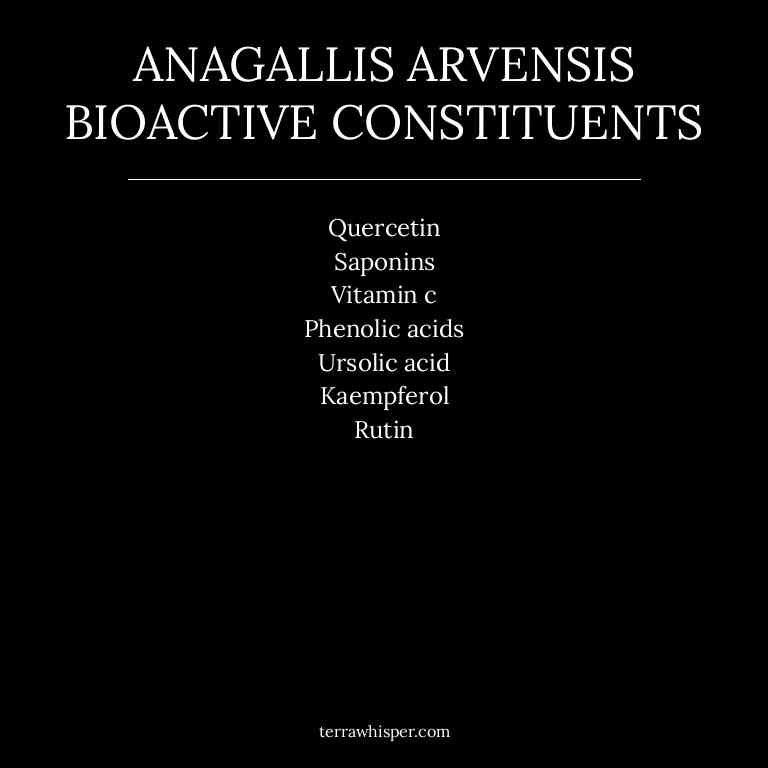 ANAGALLIS ARVENSIS
BIOACTIVE CONSTITUENTS
Quercetin
Saponins
Vitamin c
Phenolic acids
Ursolic acid
Kaempferol
Rutin
terrawhisper.com